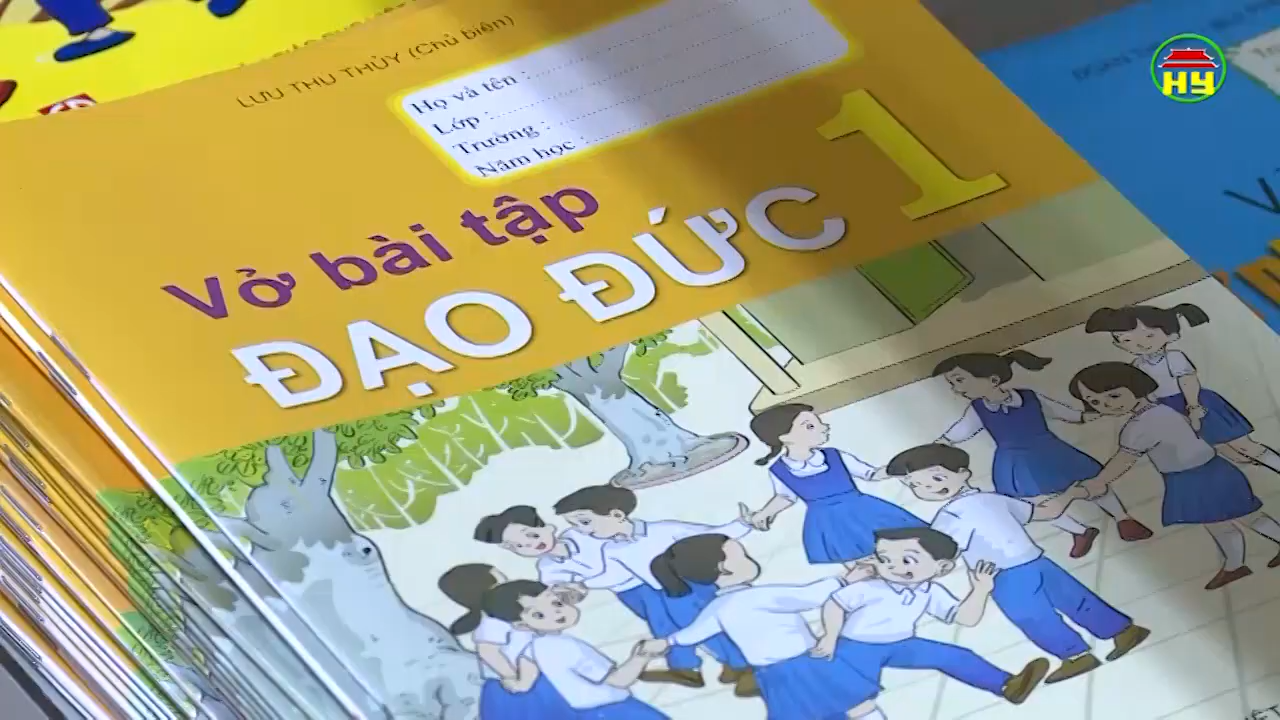 LƯU THU THỦY (Chủ biên)
Họ và tên :
Lớp :
Trường :
Năm học :
1
Vở bài tập
ĐẠO ĐỨC
HY